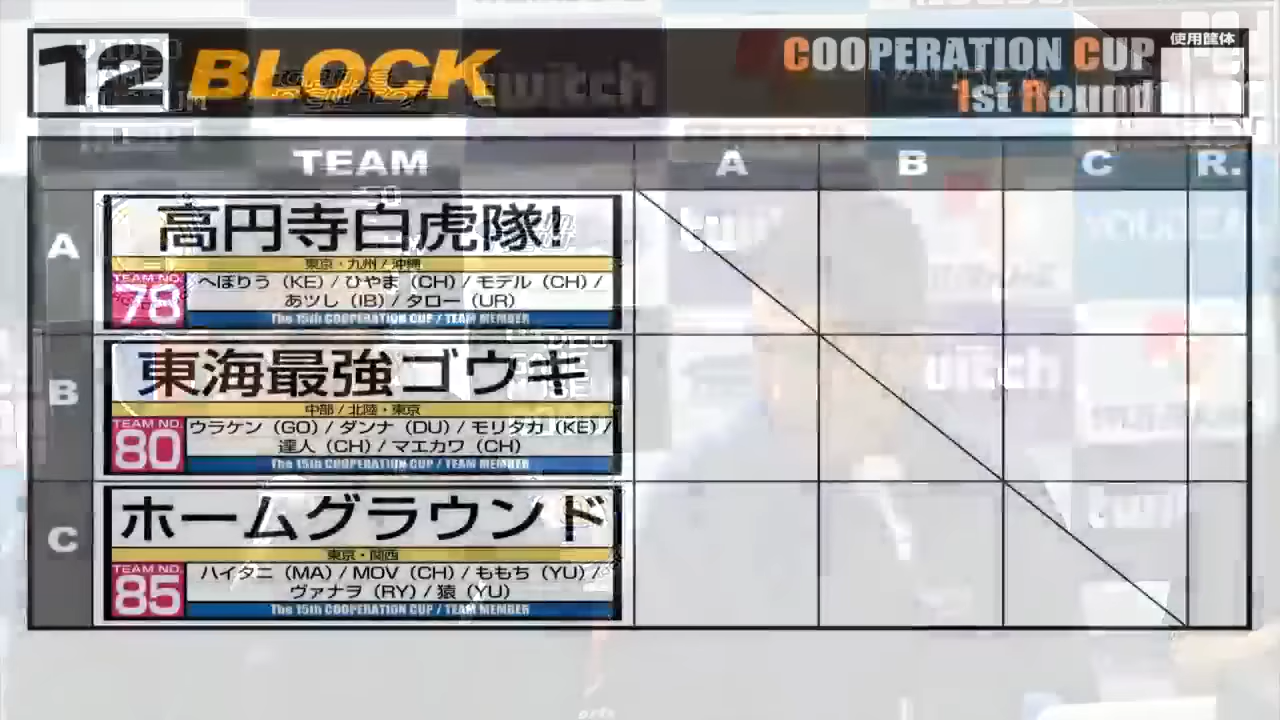 12 BLOCK
COOPERATION CUP
1st Round
使用筐体
TEAM A B C R.
A
高円寺白虎隊!
東京・九州/沖縄
TEAM NO. 78
へぼりう（KE）/ ひやま（CH）/ モデル（CH）/
あツし（IB）/ タロー（UR）
The 15th COOPERATION CUP / TEAM MEMBER
B
東海最強ゴウキ
中部/北陸・東京
TEAM NO. 80
ウラケン（GO）/ ダンナ（DU）/ モリタカ（KE）/
達人（CH）/ マエカワ（CH）
The 15th COOPERATION CUP / TEAM MEMBER
C
ホームグラウンド
東京・関西
TEAM NO. 85
ハイタニ（MA）/ MOV（CH）/ ももち（YU）/
ヴァナヲ（RY）/ 猿（YU）
The 15th COOPERATION CUP / TEAM MEMBER
twitch